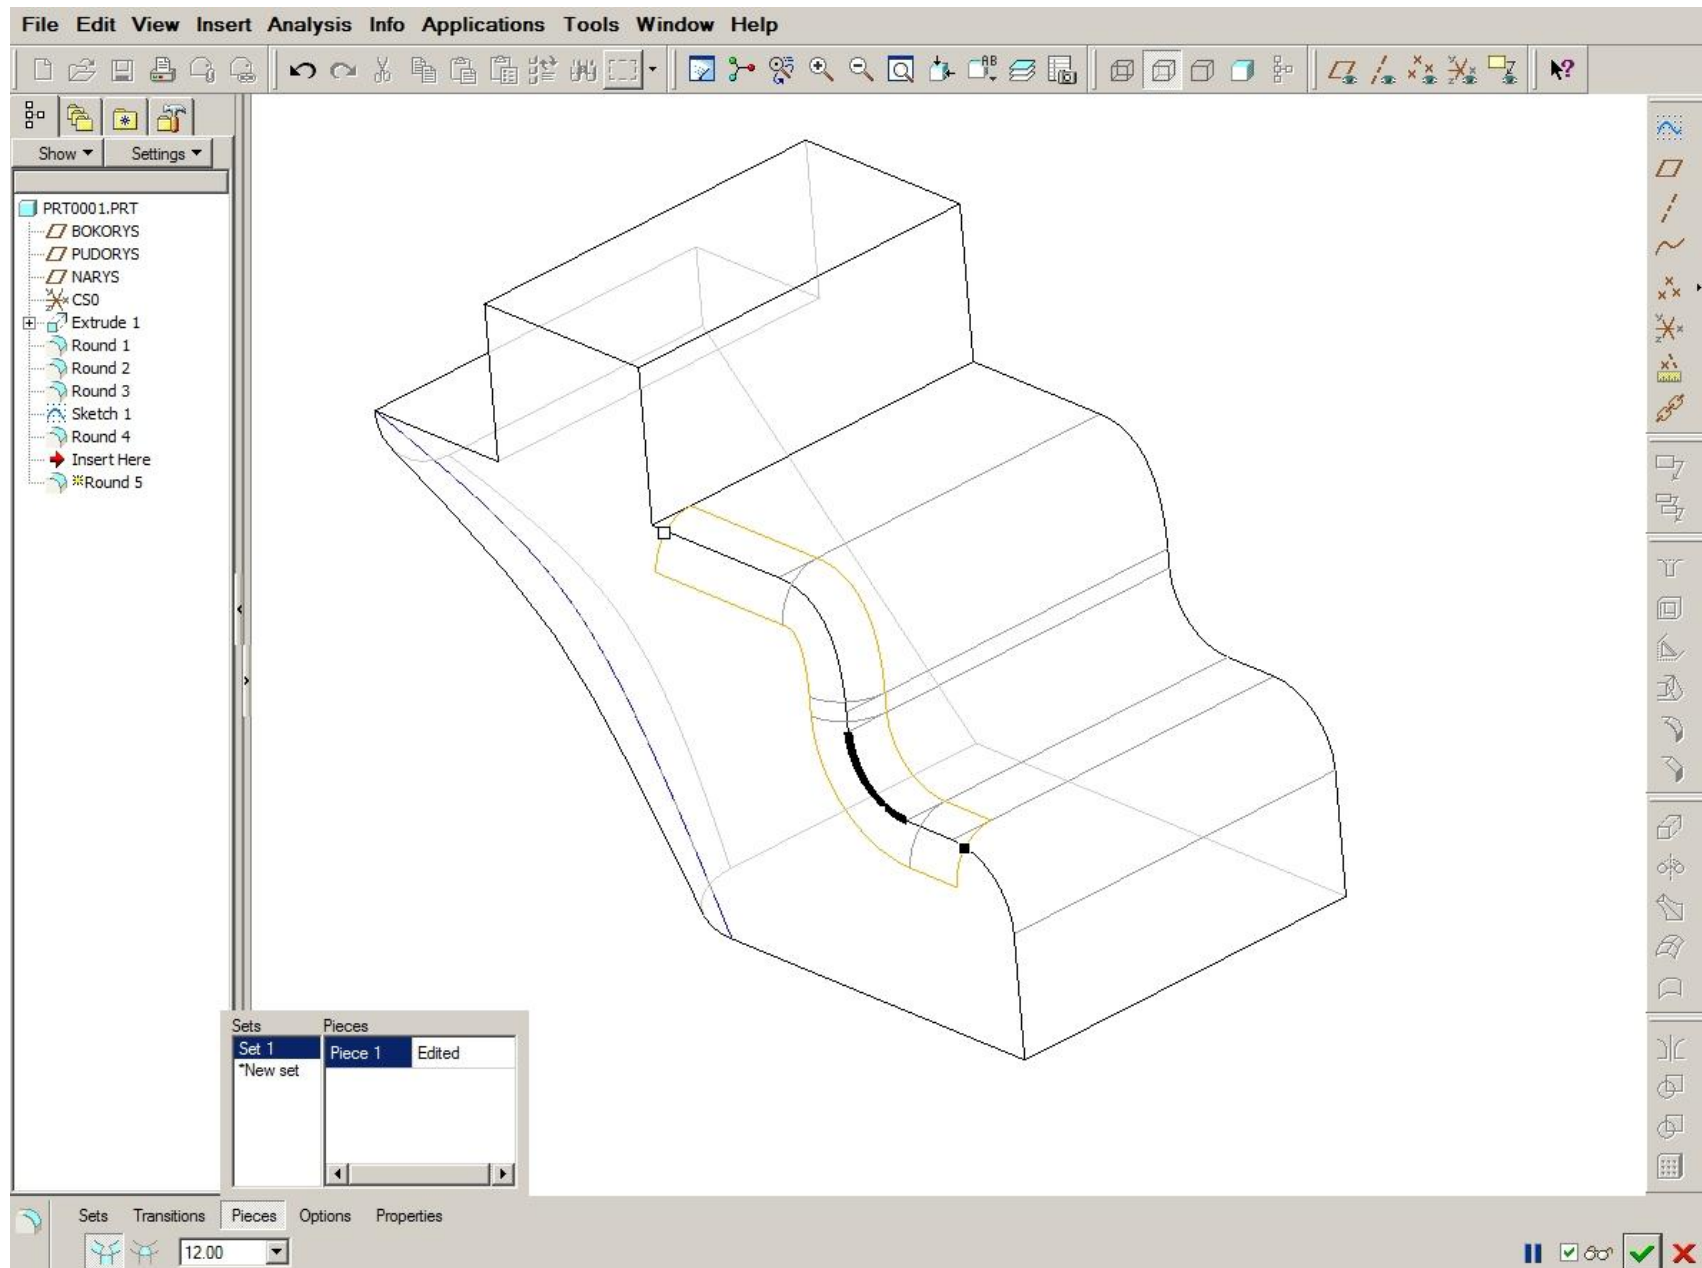 File Edit View Insert Analysis Info Applications Tools Window Help
Show Settings
PRT0001.PRT
BOKORYS
PUDORYS
NARYS
CS0
Extrude 1
Round 1
Round 2
Round 3
Sketch 1
Round 4
Insert Here
Round 5
Sets Pieces
Set 1 Piece 1 Edited
*New set
Sets Transitions Pieces Options Properties
12.00